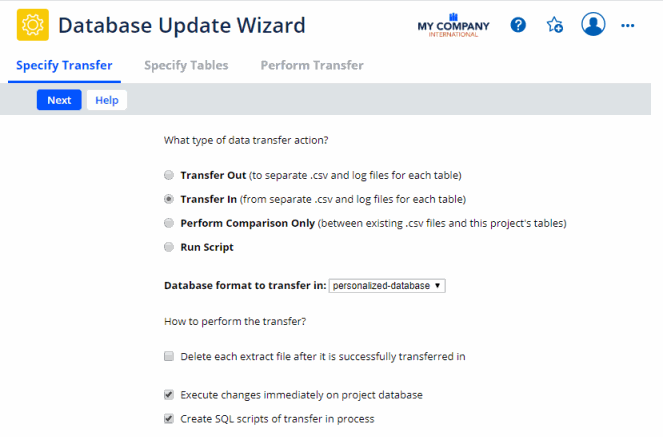 Database Update Wizard
MY COMPANY
INTERNATIONAL
Specify Transfer
Specify Tables
Perform Transfer
Next
Help
What type of data transfer action?
Transfer Out (to separate .csv and log files for each table)
Transfer In (from separate .csv and log files for each table)
Perform Comparison Only (between existing .csv files and this project's tables)
Run Script
Database format to transfer in: personalized-database
How to perform the transfer?
Delete each extract file after it is successfully transferred in
Execute changes immediately on project database
Create SQL scripts of transfer in process